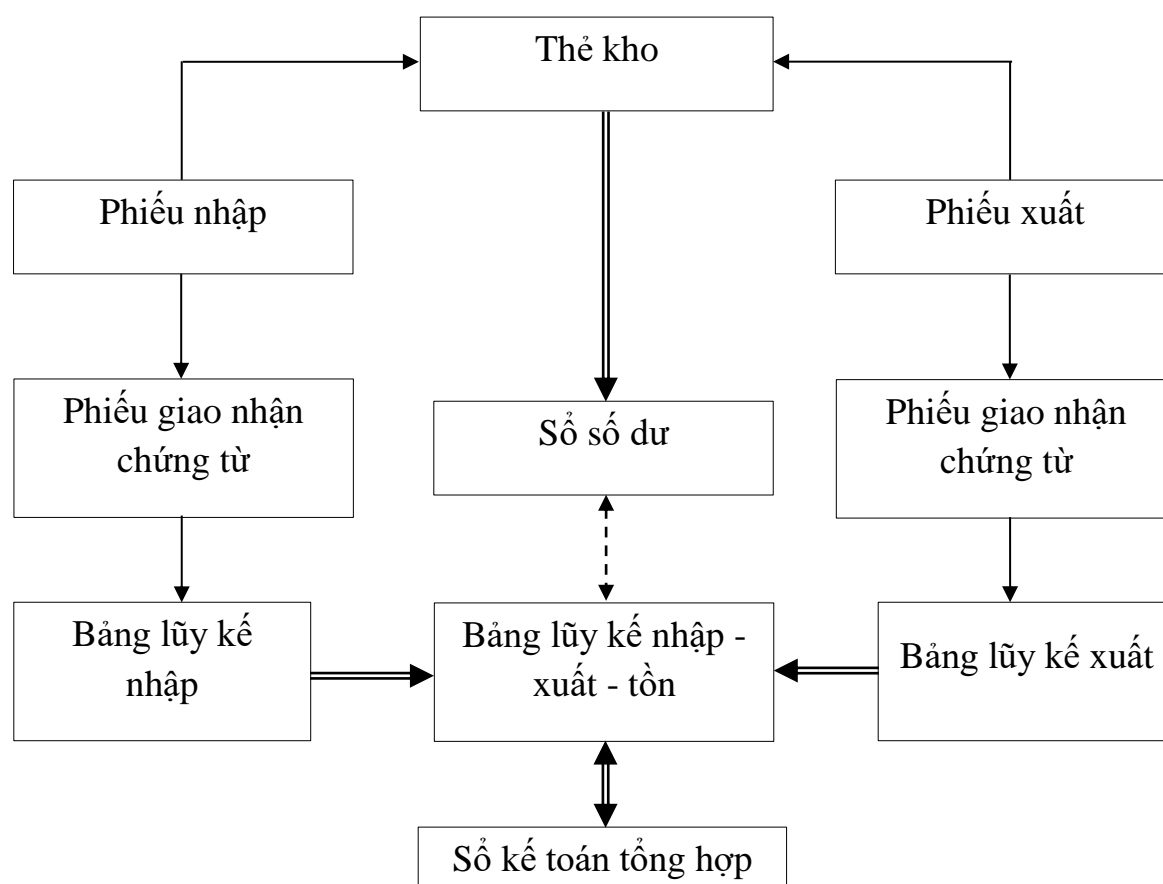 Thẻ kho
Phiếu nhập
Phiếu xuất
Phiếu giao nhận
chứng từ
Sổ số dư
Phiếu giao nhận
chứng từ
Bảng lũy kế
nhập
Bảng lũy kế nhập -
xuất - tồn
Bảng lũy kế xuất
Sổ kế toán tổng hợp